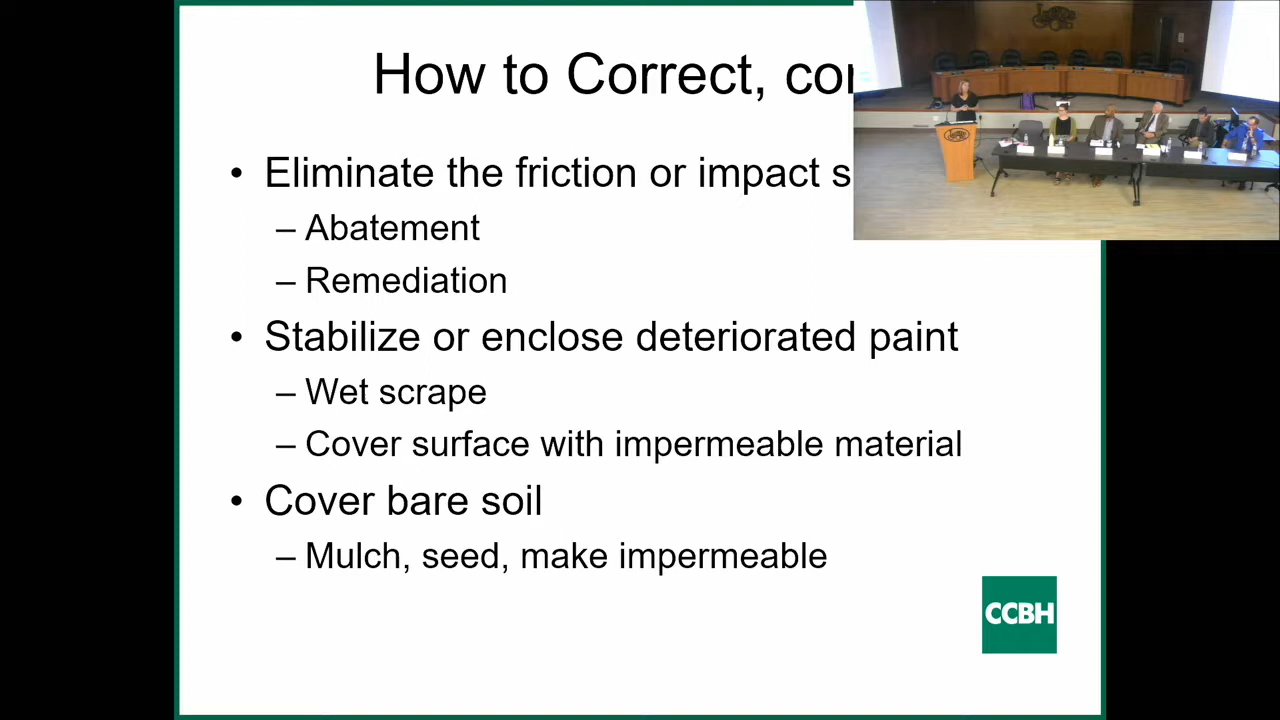 How to Correct,
• Eliminate the friction or impact
– Abatement
– Remediation
• Stabilize or enclose deteriorated paint
– Wet scrape
– Cover surface with impermeable material
• Cover bare soil
– Mulch, seed, make impermeable
CCBH